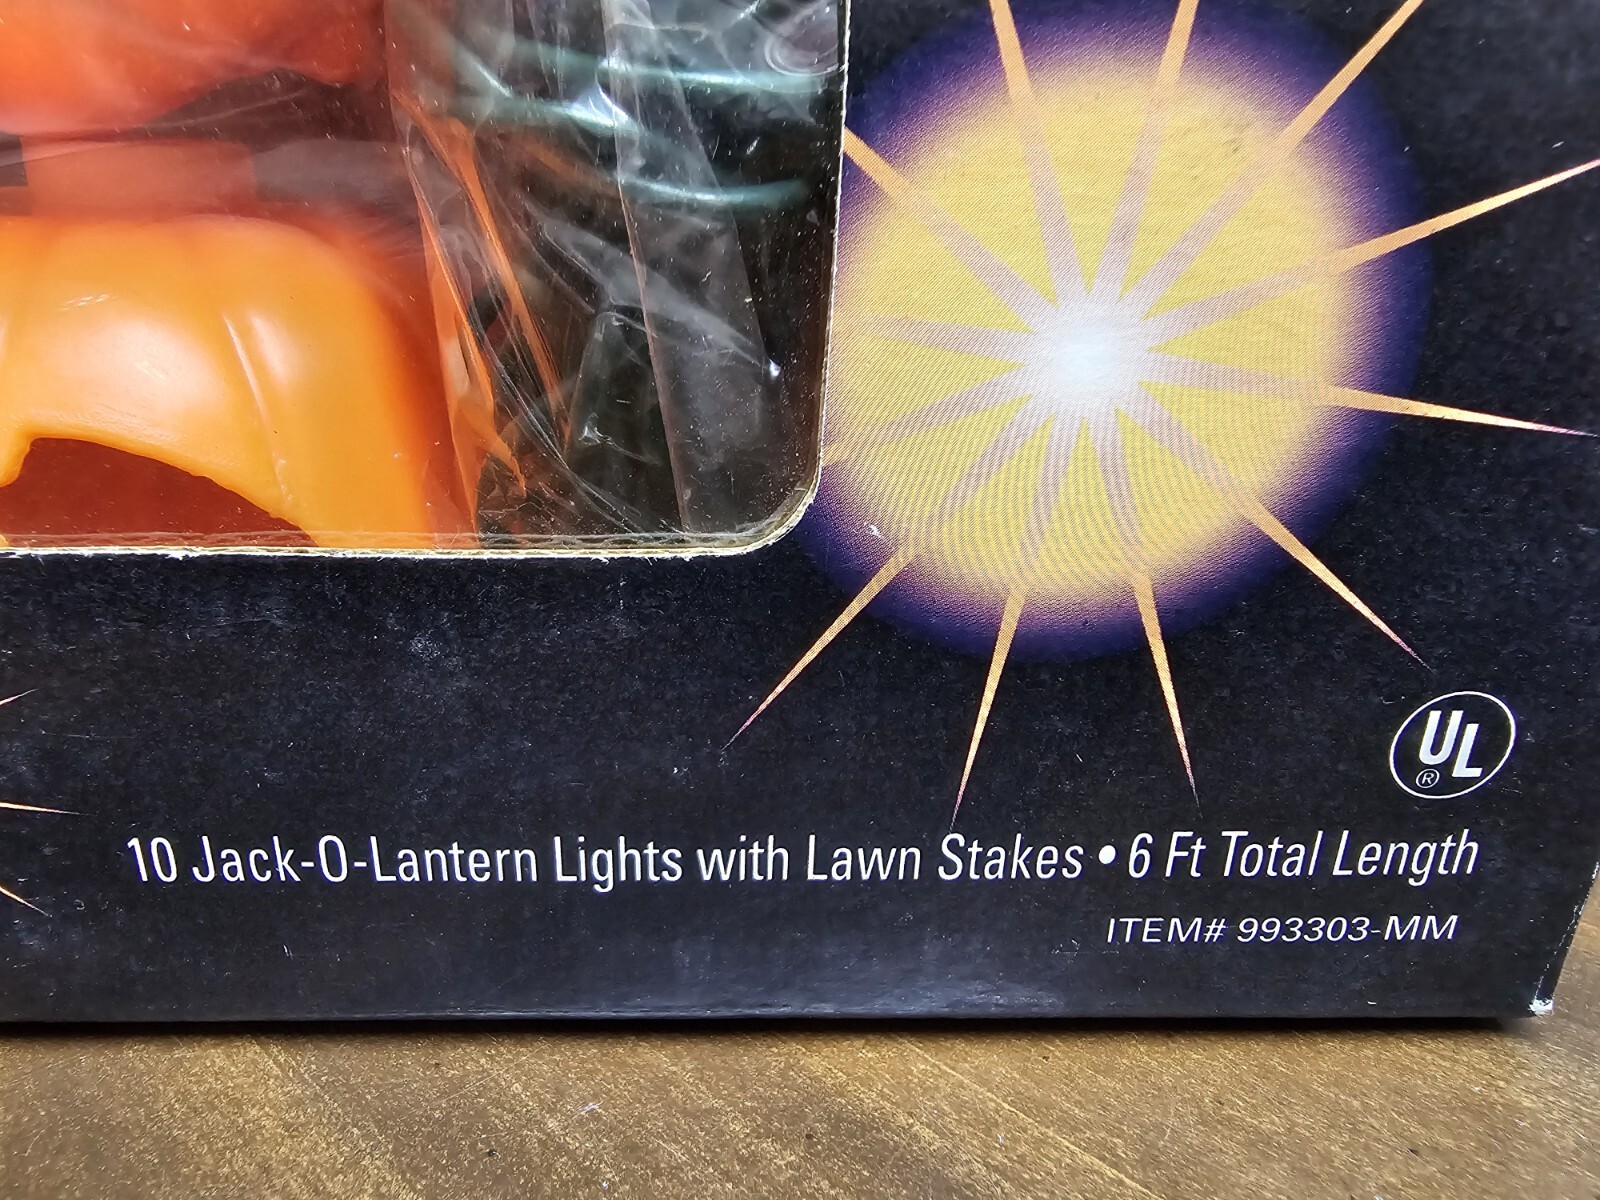 UL
®
10 Jack-O-Lantern Lights with Lawn Stakes • 6 Ft Total Length
ITEM# 993303-MM